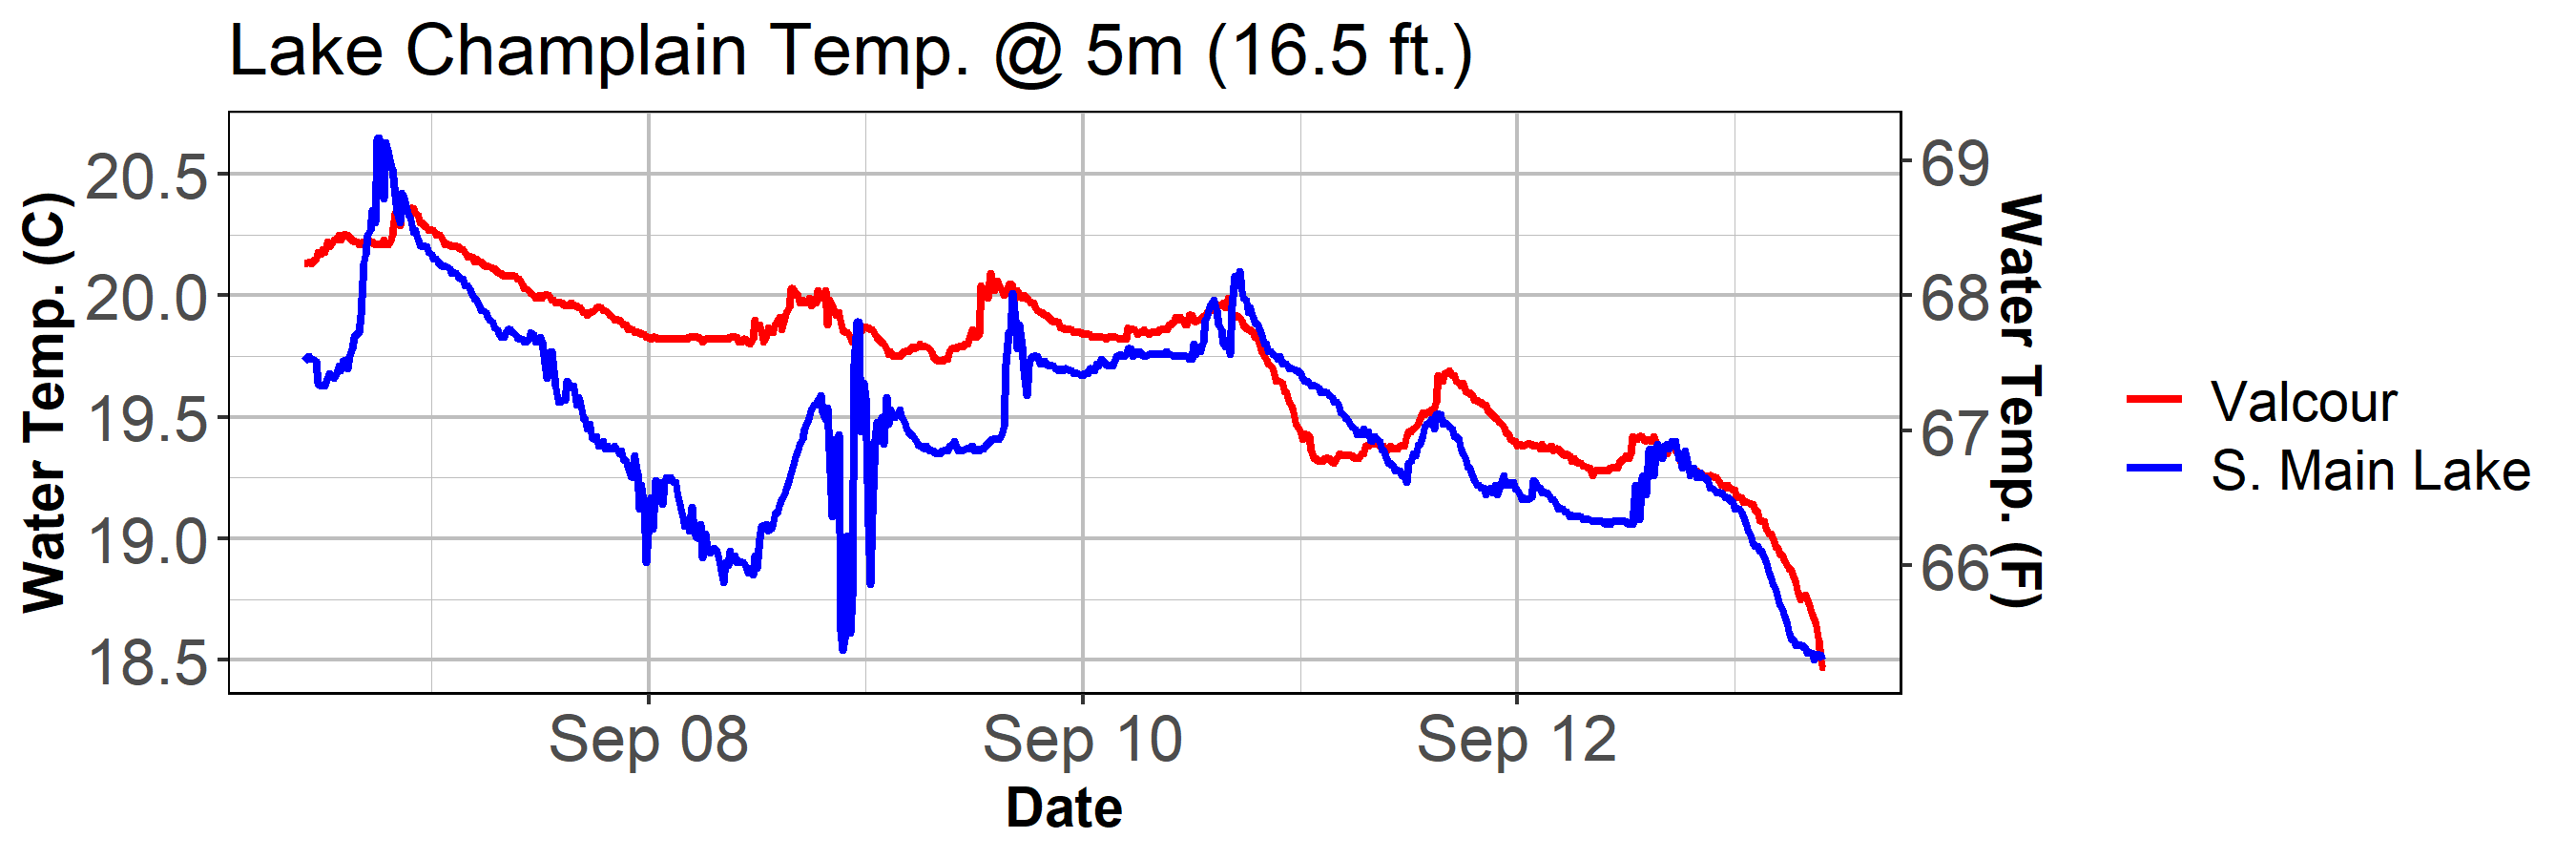 Lake Champlain Temp. @ 5m (16.5 ft.)
Water Temp. (C)
20.5
20.0
19.5
19.0
18.5
69
68
67
66
Water Temp. (F)
Sep 08
Sep 10
Sep 12
Date
Valcour
S. Main Lake